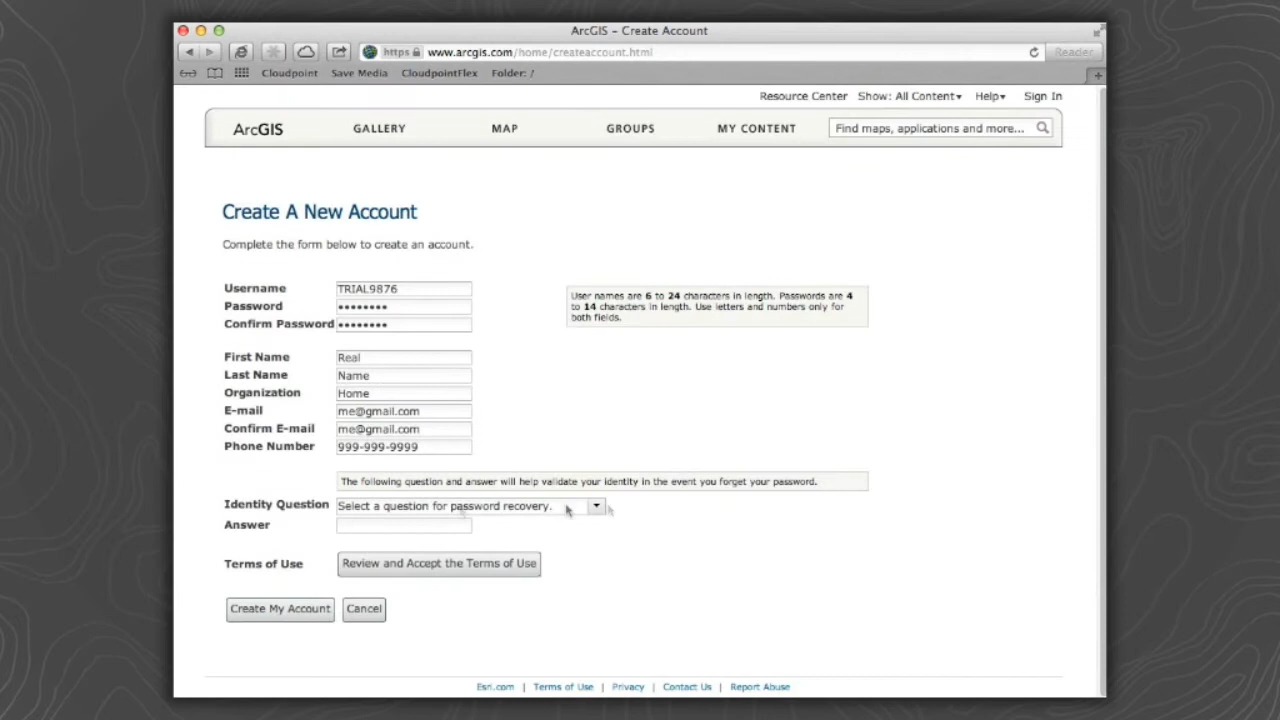 ArcGIS – Create Account
https www.arcgis.com/home/createaccount.html Reader
Cloudpoint Save Media CloudpointFlex Folder: /
Resource Center Show: All Content Help Sign In
ArcGIS GALLERY MAP GROUPS MY CONTENT Find maps, applications and more...
Create A New Account
Complete the form below to create an account.
Username TRIAL9876
Password ••••••••
Confirm Password ••••••••
User names are 6 to 24 characters in length. Passwords are 4
to 14 characters in length. Use letters and numbers only for
both fields.
First Name Real
Last Name Name
Organization Home
E-mail me@gmail.com
Confirm E-mail me@gmail.com
Phone Number 999-999-9999
The following question and answer will help validate your identity in the event you forget your password.
Identity Question Select a question for password recovery.
Answer
Terms of Use Review and Accept the Terms of Use
Create My Account Cancel
Esri.com | Terms of Use | Privacy | Contact Us | Report Abuse